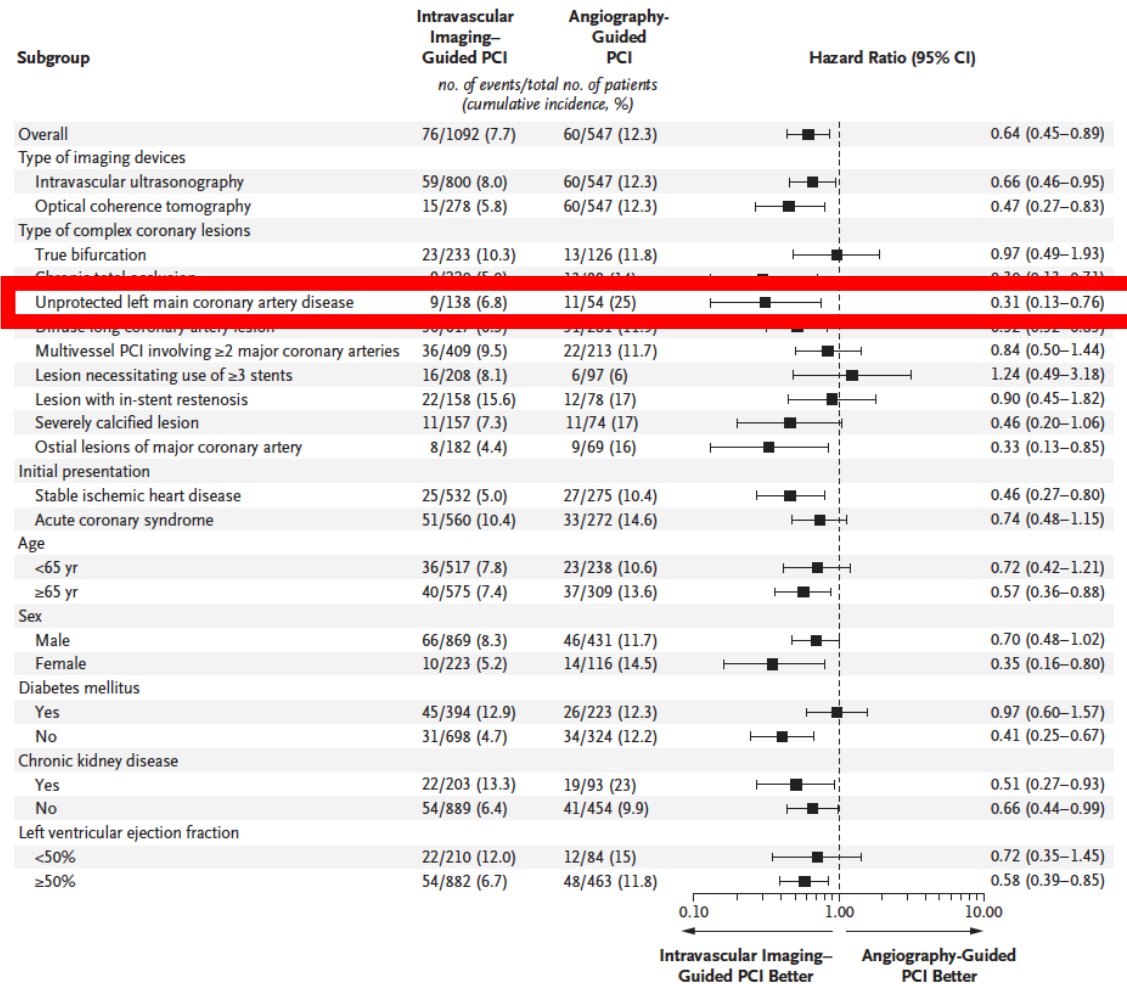 Subgroup Intravascular Imaging–Guided PCI Angiography-Guided PCI Hazard Ratio (95% CI)
no. of events/total no. of patients
(cumulative incidence, %)
Overall 76/1092 (7.7) 60/547 (12.3) 0.64 (0.45–0.89)
Type of imaging devices
Intravascular ultrasonography 59/800 (8.0) 60/547 (12.3) 0.66 (0.46–0.95)
Optical coherence tomography 15/278 (5.8) 60/547 (12.3) 0.47 (0.27–0.83)
Type of complex coronary lesions
True bifurcation 23/233 (10.3) 13/126 (11.8) 0.97 (0.49–1.93)
Unprotected left main coronary artery disease 9/138 (6.8) 11/54 (25) 0.31 (0.13–0.76)
Diffuse long coronary artery lesion
Multivessel PCI involving ≥2 major coronary arteries 36/409 (9.5) 22/213 (11.7) 0.84 (0.50–1.44)
Lesion necessitating use of ≥3 stents 16/208 (8.1) 6/97 (6) 1.24 (0.49–3.18)
Lesion with in-stent restenosis 22/158 (15.6) 12/78 (17) 0.90 (0.45–1.82)
Severely calcified lesion 11/157 (7.3) 11/74 (17) 0.46 (0.20–1.06)
Ostial lesions of major coronary artery 8/182 (4.4) 9/69 (16) 0.33 (0.13–0.85)
Initial presentation
Stable ischemic heart disease 25/532 (5.0) 27/275 (10.4) 0.46 (0.27–0.80)
Acute coronary syndrome 51/560 (10.4) 33/272 (14.6) 0.74 (0.48–1.15)
Age
<65 yr 36/517 (7.8) 23/238 (10.6) 0.72 (0.42–1.21)
≥65 yr 40/575 (7.4) 37/309 (13.6) 0.57 (0.36–0.88)
Sex
Male 66/869 (8.3) 46/431 (11.7) 0.70 (0.48–1.02)
Female 10/223 (5.2) 14/116 (14.5) 0.35 (0.16–0.80)
Diabetes mellitus
Yes 45/394 (12.9) 26/223 (12.3) 0.97 (0.60–1.57)
No 31/698 (4.7) 34/324 (12.2) 0.41 (0.25–0.67)
Chronic kidney disease
Yes 22/203 (13.3) 19/93 (23) 0.51 (0.27–0.93)
No 54/889 (6.4) 41/454 (9.9) 0.66 (0.44–0.99)
Left ventricular ejection fraction
<50% 22/210 (12.0) 12/84 (15) 0.72 (0.35–1.45)
≥50% 54/882 (6.7) 48/463 (11.8) 0.58 (0.39–0.85)
0.10 1.00 10.00
Intravascular Imaging–Guided PCI Better Angiography-Guided PCI Better